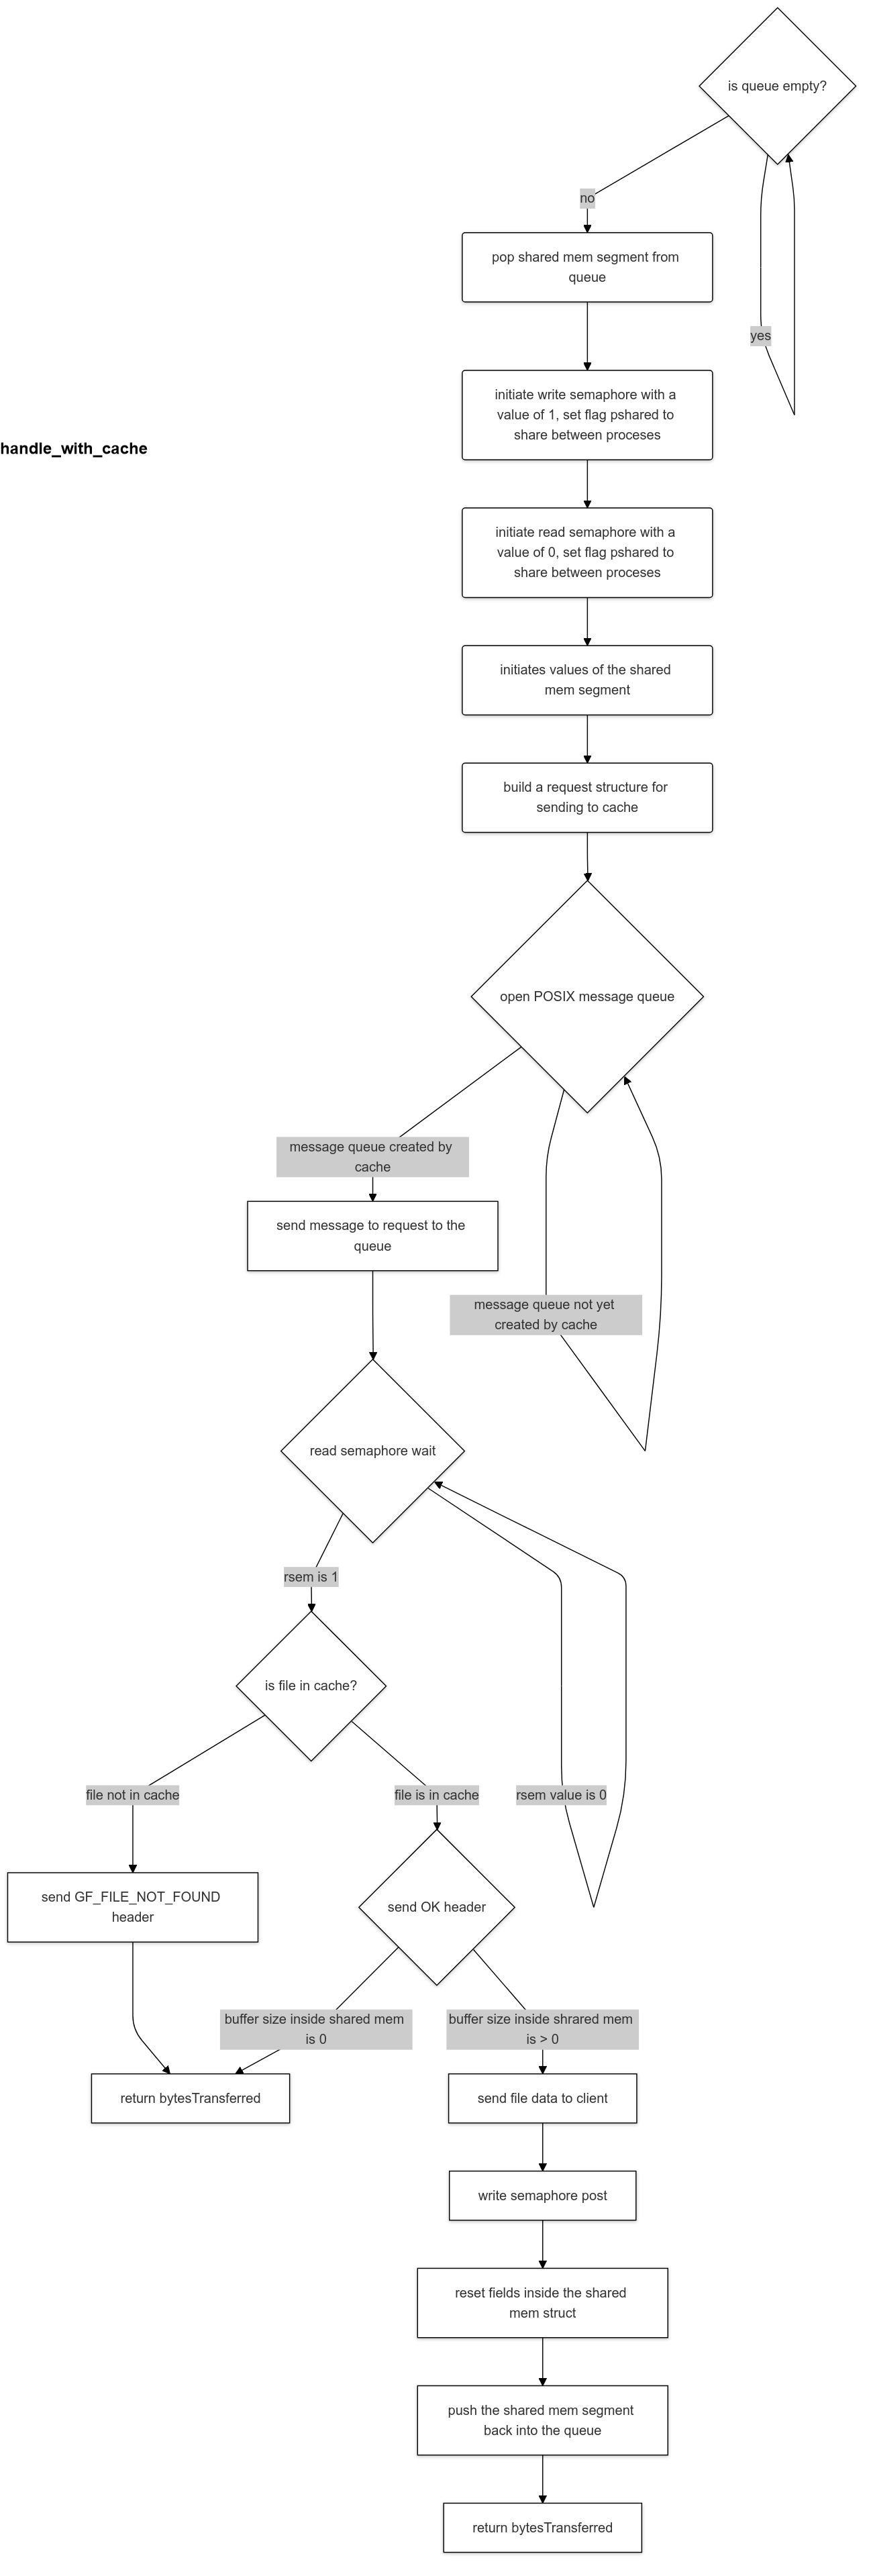 is queue empty?
no
pop shared mem segment from
queue
yes
initiate write semaphore with a
value of 1, set flag pshared to
share between proceses
handle_with_cache
initiate read semaphore with a
value of 0, set flag pshared to
share between proceses
initiates values of the shared
mem segment
build a request structure for
sending to cache
open POSIX message queue
message queue created by
cache
send message to request to the
queue
message queue not yet
created by cache
read semaphore wait
rsem is 1
is file in cache?
file not in cache
file is in cache
rsem value is 0
send GF_FILE_NOT_FOUND
header
send OK header
buffer size inside shared mem
is 0
buffer size inside shrared mem
is > 0
return bytesTransferred
send file data to client
write semaphore post
reset fields inside the shared
mem struct
push the shared mem segment
back into the queue
return bytesTransferred